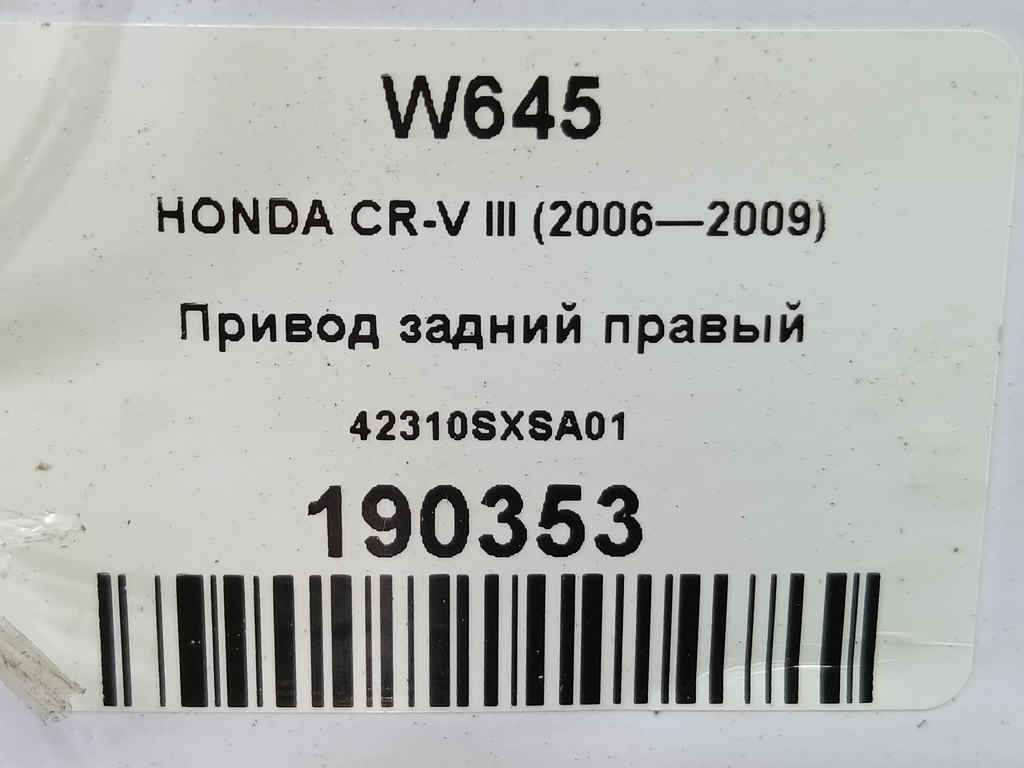 W645
HONDA CR-V III (2006—2009)
Привод задний правый
42310SXSA01
190353